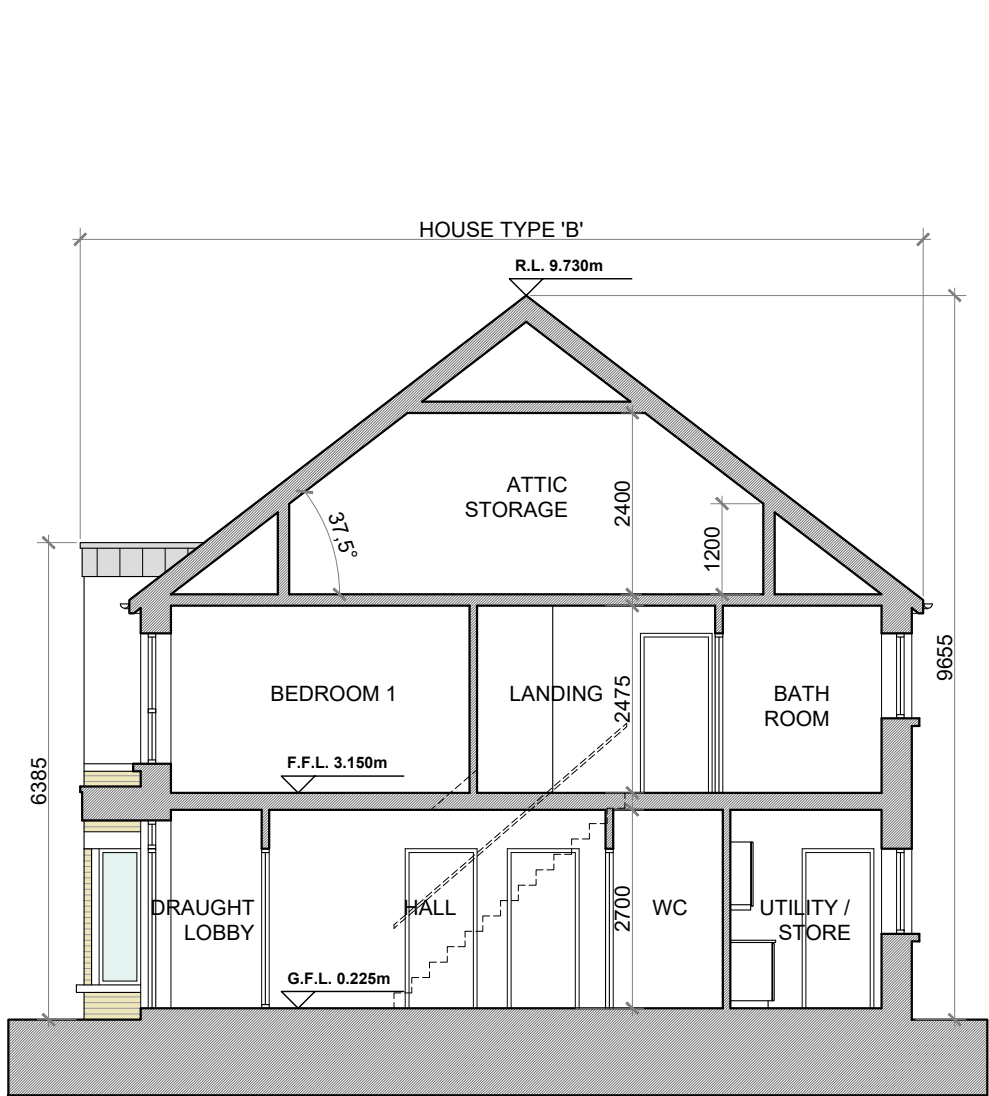 HOUSE TYPE 'B'
R.L. 9.730m
ATTIC
STORAGE
2400
37,5°
1200
BEDROOM 1
LANDING
2475
BATH
ROOM
9655
F.F.L. 3.150m
6385
DRAUGHT
LOBBY
HALL
2700
WC
UTILITY /
STORE
G.F.L. 0.225m